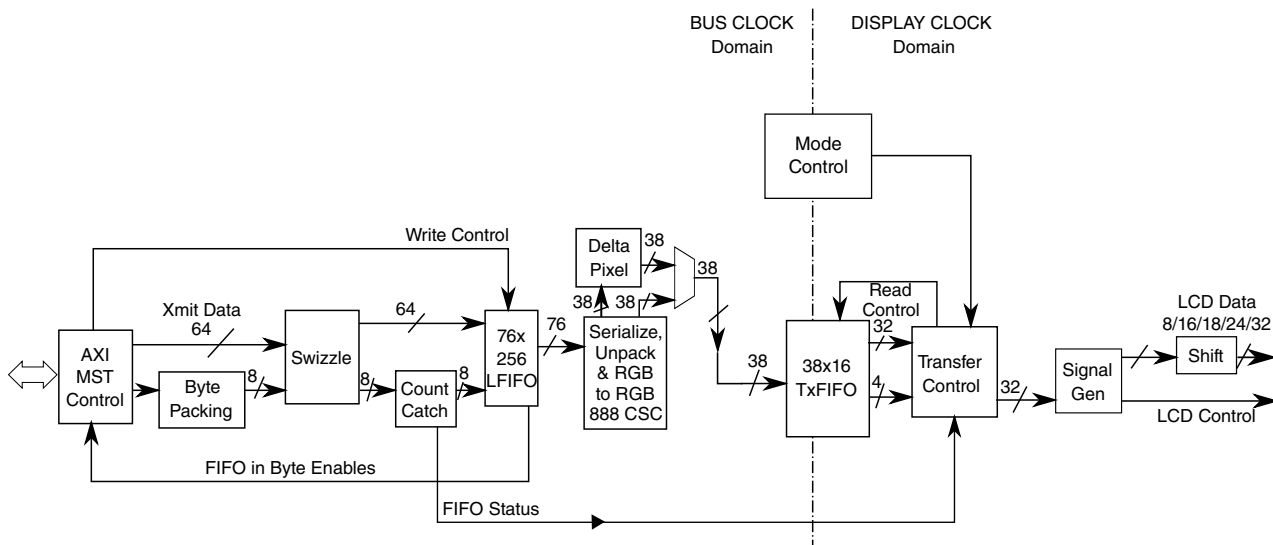 BUS CLOCK
Domain
DISPLAY CLOCK
Domain
Mode
Control
Write Control
Xmit Data
64
AXI
MST
Control
Byte
Packing
8
Swizzle
64
8
Count
Catch
8
76x
256
LFIFO
76
Delta
Pixel
38
38
38
38
Serialize,
Unpack
& RGB
to RGB
888 CSC
38
38x16
TxFIFO
Read
Control
32
4
Transfer
Control
32
Signal
Gen
LCD Data
8/16/18/24/32
Shift
LCD Control
FIFO in Byte Enables
FIFO Status